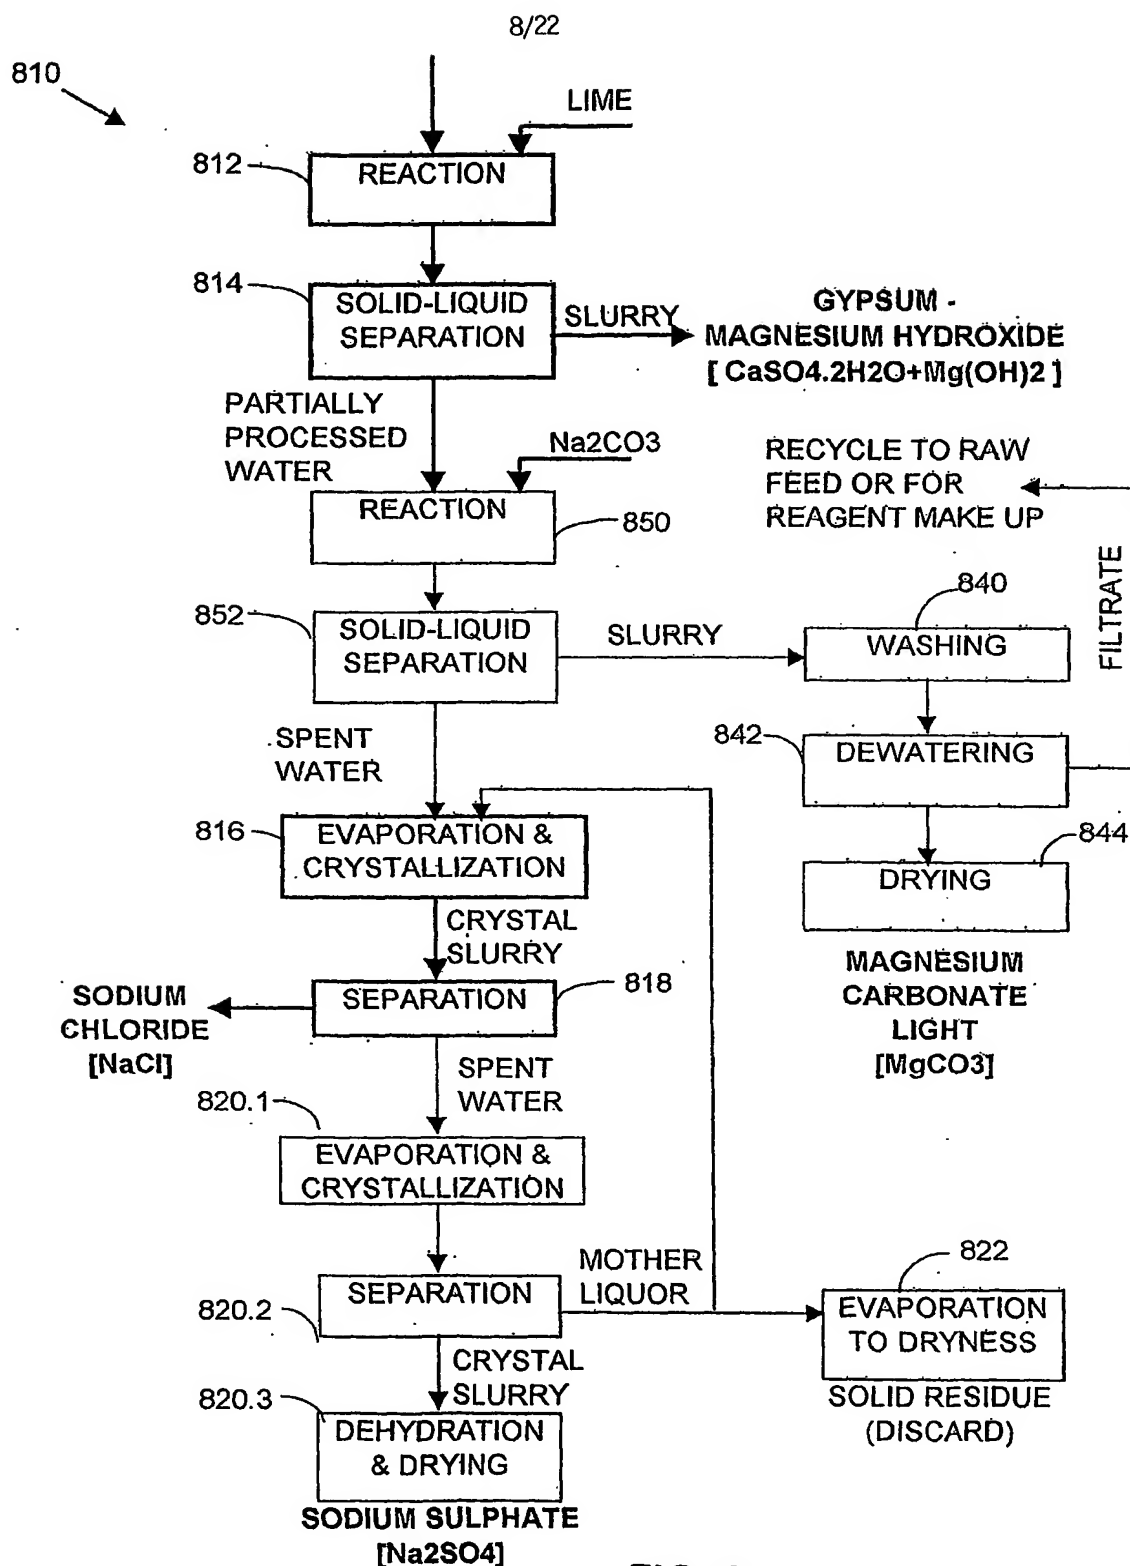 8/22
810
LIME
812
REACTION
814
SOLID-LIQUID
SEPARATION
SLURRY
GYPSUM -
MAGNESIUM HYDROXIDE
[ CaSO4.2H2O+Mg(OH)2 ]
PARTIALLY
PROCESSED
WATER
Na2CO3
RECYCLE TO RAW
FEED OR FOR
REAGENT MAKE UP
REACTION
850
FILTRATE
852
SOLID-LIQUID
SEPARATION
SLURRY
840
WASHING
SPENT
WATER
842
DEWATERING
816
EVAPORATION &
CRYSTALLIZATION
844
DRYING
CRYSTAL
SLURRY
MAGNESIUM
CARBONATE
LIGHT
[MgCO3]
SODIUM
CHLORIDE
[NaCl]
SEPARATION
818
SPENT
WATER
820.1
EVAPORATION &
CRYSTALLIZATION
MOTHER
LIQUOR
822
SEPARATION
820.2
EVAPORATION
TO DRYNESS
SOLID RESIDUE
(DISCARD)
CRYSTAL
SLURRY
820.3
DEHYDRATION
& DRYING
SODIUM SULPHATE
[Na2SO4]